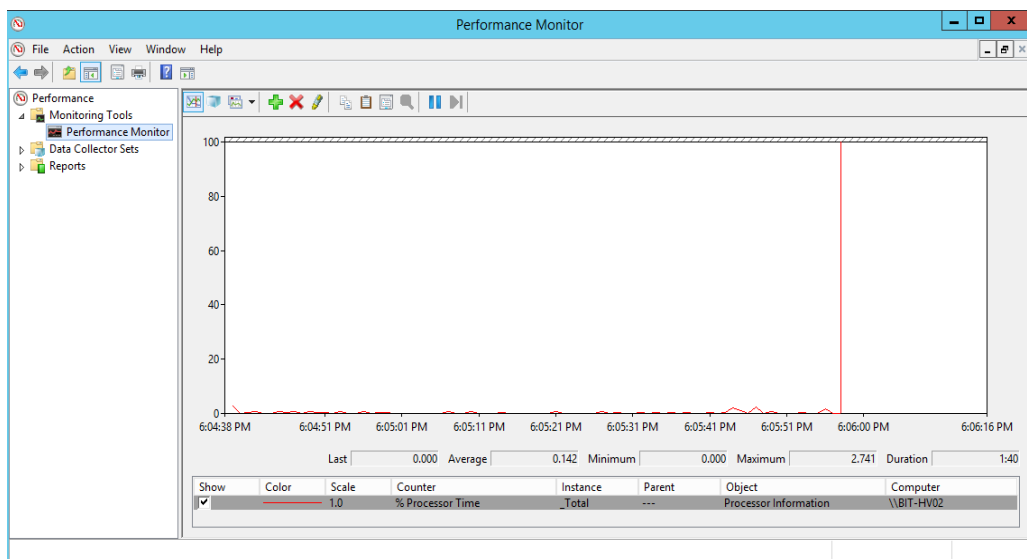 Performance Monitor
File Action View Window Help
Performance
Monitoring Tools
Performance Monitor
Data Collector Sets
Reports
100
80
60
40
20
0
6:04:38 PM 6:04:51 PM 6:05:01 PM 6:05:11 PM 6:05:21 PM 6:05:31 PM 6:05:41 PM 6:05:51 PM 6:06:00 PM 6:06:16 PM
Last 0.000 Average 0.142 Minimum 0.000 Maximum 2.741 Duration 1:40
Show Color Scale Counter Instance Parent Object Computer
1.0 % Processor Time _Total --- Processor Information \\BIT-HV02